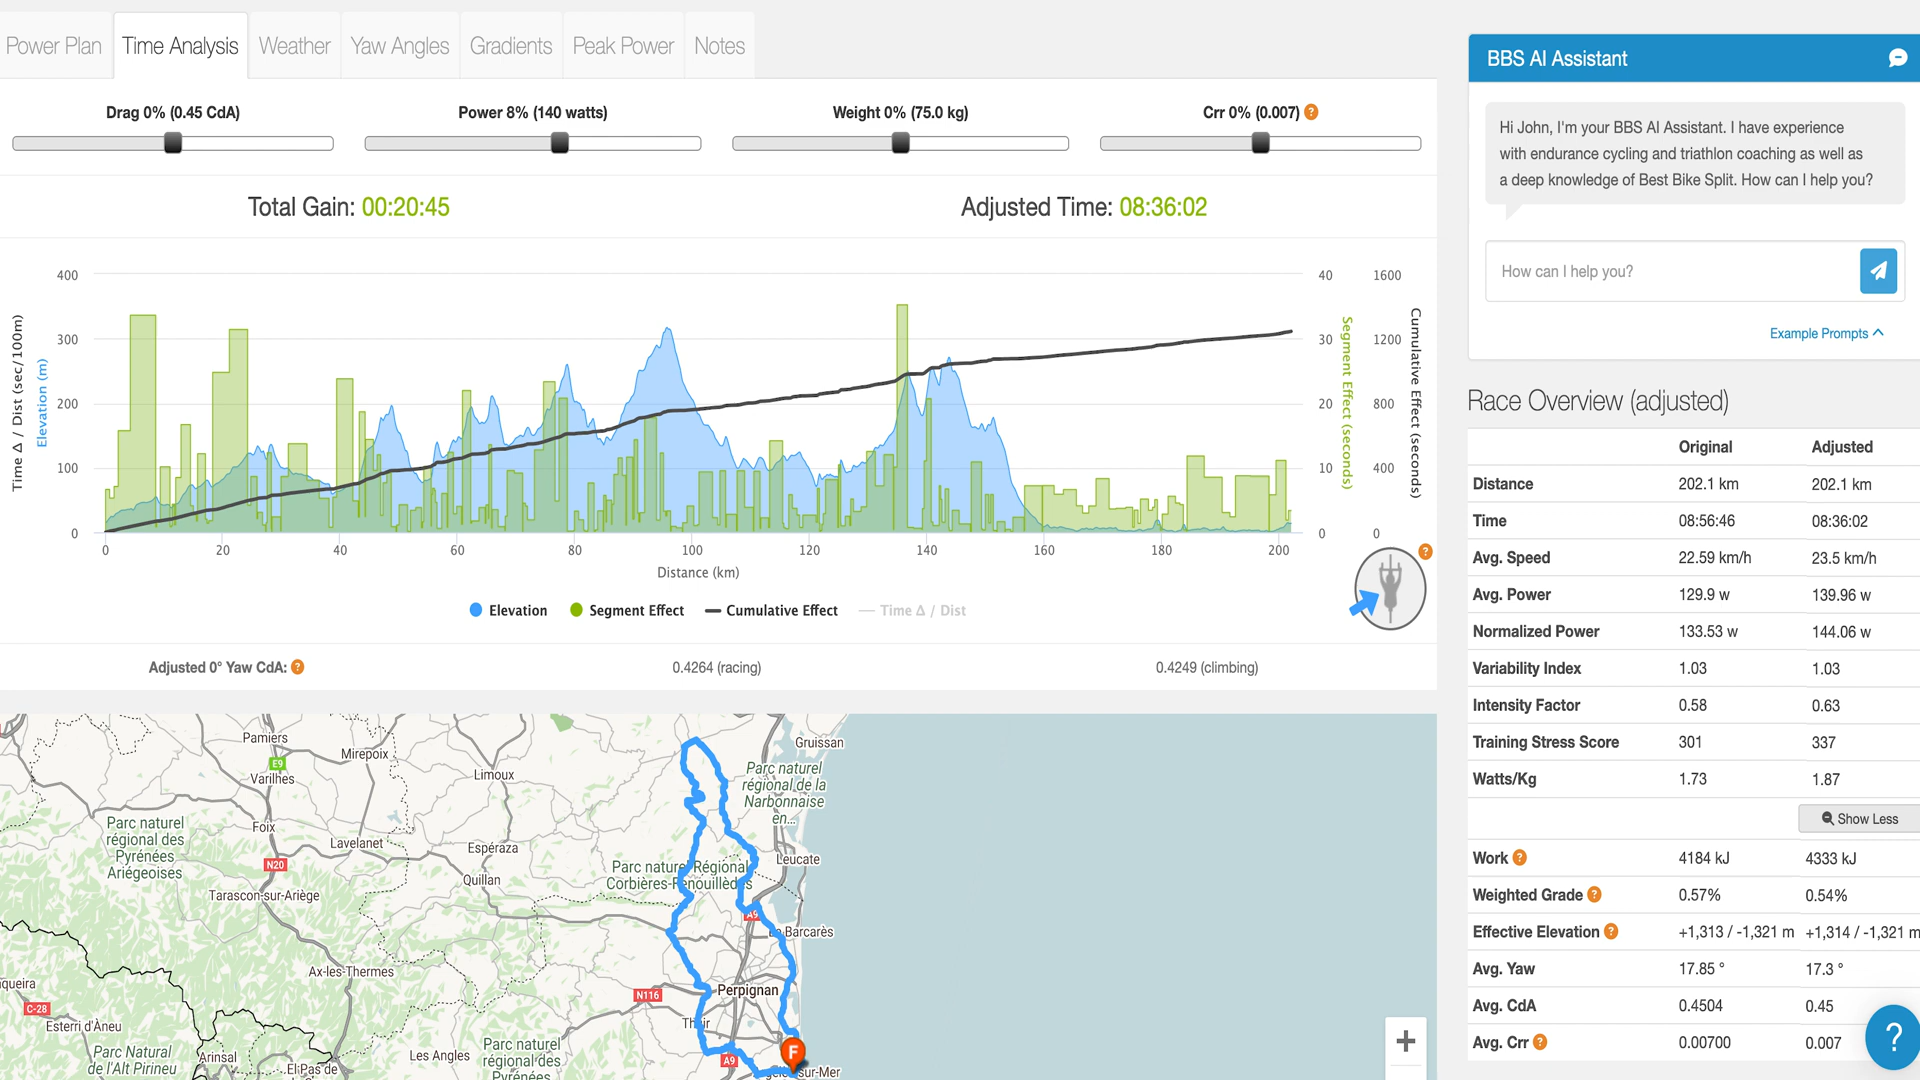 Power Plan
Time Analysis
Weather
Yaw Angles
Gradients
Peak Power
Notes
Drag 0% (0.45 CdA)
Power 8% (140 watts)
Weight 0% (75.0 kg)
Crr 0% (0.007) ?
Total Gain: 00:20:45
Adjusted Time: 08:36:02
Time Δ / Dist (sec/100m)
Elevation (m)
400
300
200
100
0
40
30
20
10
0
1600
1200
800
400
0
Segment Effect (seconds)
Cumulative Effect (seconds)
0 20 40 60 80 100 120 140 160 180 200
Distance (km)
?
Elevation
Segment Effect
Cumulative Effect
Time Δ / Dist
Adjusted 0° Yaw CdA: ?
0.4264 (racing)
0.4249 (climbing)
Pamiers
Mirepoix
E9
Varilhes
Limoux
Gruissan
Parc naturel
régional de la
Narbonnaise
en...
Parc naturel
régional des
Pyrénées
Ariégeoises
Foix
Lavelanet
Espéraza
Leucate
N20
Quillan
Parc naturel Régional
Corbières-Fenouillèdes
Tarascon-sur-Ariège
A9
Le Barcarès
Ax-les-Thermes
N116
Perpignan
C-28
Esterri d'Àneu
Thuir
Parc Natural
de l'Alt Pirineu
Arinsal
El Pas de
Les Angles
Parc naturel
régional des
Pyrénées
A9
F
sur-Mer
+
BBS AI Assistant
Hi John, I'm your BBS AI Assistant. I have experience
with endurance cycling and triathlon coaching as well as
a deep knowledge of Best Bike Split. How can I help you?
How can I help you?
Example Prompts
Race Overview (adjusted)
Original Adjusted
Distance 202.1 km 202.1 km
Time 08:56:46 08:36:02
Avg. Speed 22.59 km/h 23.5 km/h
Avg. Power 129.9 w 139.96 w
Normalized Power 133.53 w 144.06 w
Variability Index 1.03 1.03
Intensity Factor 0.58 0.63
Training Stress Score 301 337
Watts/Kg 1.73 1.87
Show Less
Work ? 4184 kJ 4333 kJ
Weighted Grade ? 0.57% 0.54%
Effective Elevation ? +1,313 / -1,321 m +1,314 / -1,321 m
Avg. Yaw 17.85 ° 17.3 °
Avg. CdA 0.4504 0.45
Avg. Crr ? 0.00700 0.007
?